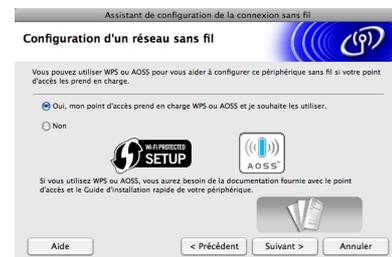 Assistant de configuration de la connexion sans fil
Configuration d'un réseau sans fil
Vous pouvez utiliser WPS ou AOSS pour vous aider à configurer ce périphérique sans fil si votre point
d'accès les prend en charge.
Oui, mon point d'accès prend en charge WPS ou AOSS et je souhaite les utiliser.
Non
WI-FI PROTECTED
SETUP
AOSS™
Si vous utilisez WPS ou AOSS, vous aurez besoin de la documentation fournie avec le point
d'accès et le Guide d'installation rapide de votre périphérique.
Aide
< Précédent
Suivant >
Annuler